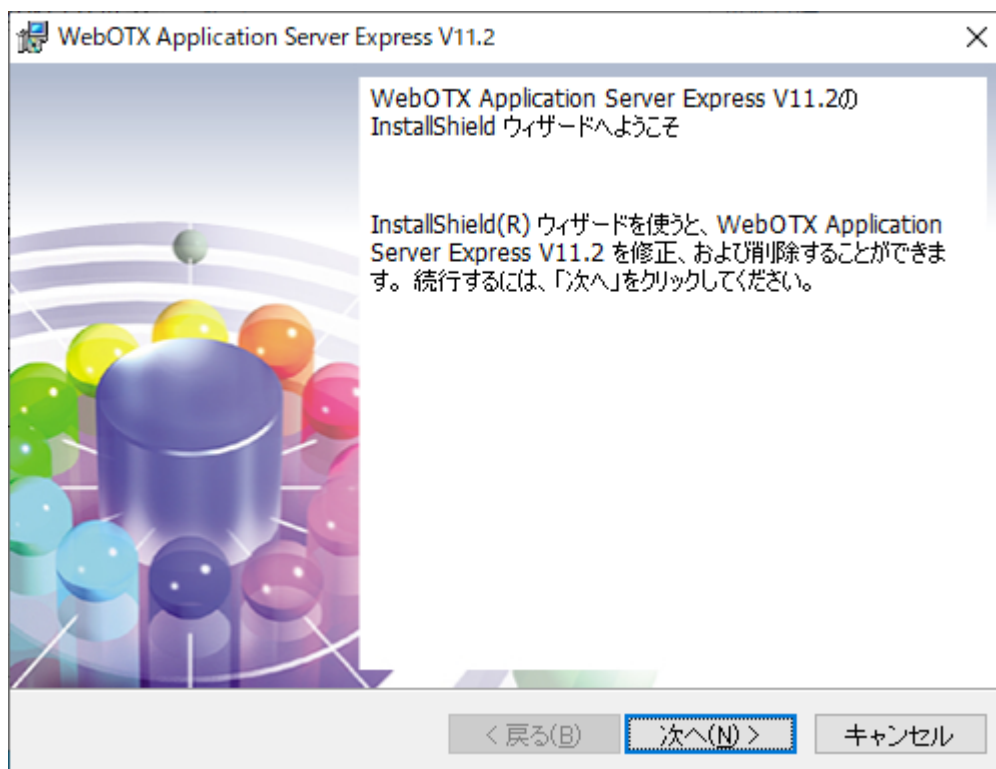 WebOTX Application Server Express V11.2
WebOTX Application Server Express V11.2の
InstallShield ウィザードへようこそ
InstallShield(R) ウィザードを使うと、WebOTX Application
Server Express V11.2 を修正、および削除することができま
す。続行するには、「次へ」をクリックしてください。
< 戻る(B)
次へ(N) >
キャンセル